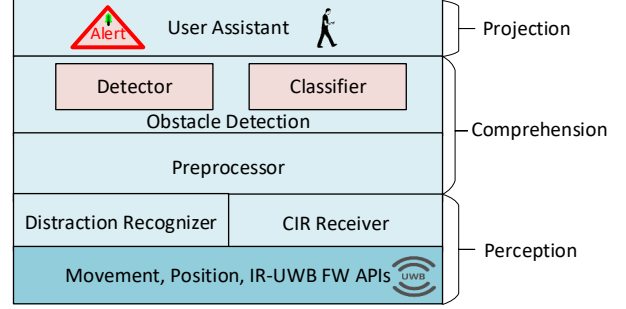 Alert
User Assistant
Projection
Detector
Classifier
Obstacle Detection
Comprehension
Preprocessor
Distraction Recognizer
CIR Receiver
Perception
Movement, Position, IR-UWB FW APIs
UWB